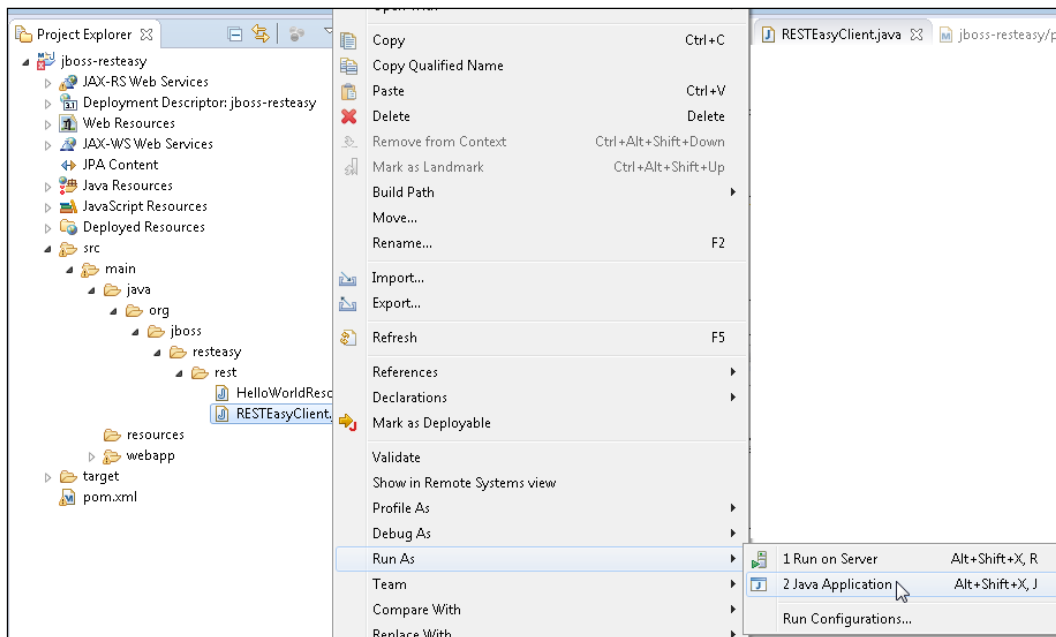 Project Explorer
jboss-resteasy
JAX-RS Web Services
Deployment Descriptor: jboss-resteasy
Web Resources
JAX-WS Web Services
JPA Content
Java Resources
JavaScript Resources
Deployed Resources
src
main
java
org
jboss
resteasy
rest
HelloWorldResc
RESTEasyClient.
resources
webapp
target
pom.xml
Open With
Copy Ctrl+C
Copy Qualified Name
Paste Ctrl+V
Delete Delete
Remove from Context Ctrl+Alt+Shift+Down
Mark as Landmark Ctrl+Alt+Shift+Up
Build Path
Move...
Rename... F2
Import...
Export...
Refresh F5
References
Declarations
Mark as Deployable
Validate
Show in Remote Systems view
Profile As
Debug As
Run As
Team
Compare With
Replace With
RESTEasyClient.java jboss-resteasy/p
1 Run on Server Alt+Shift+X, R
2 Java Application Alt+Shift+X, J
Run Configurations...